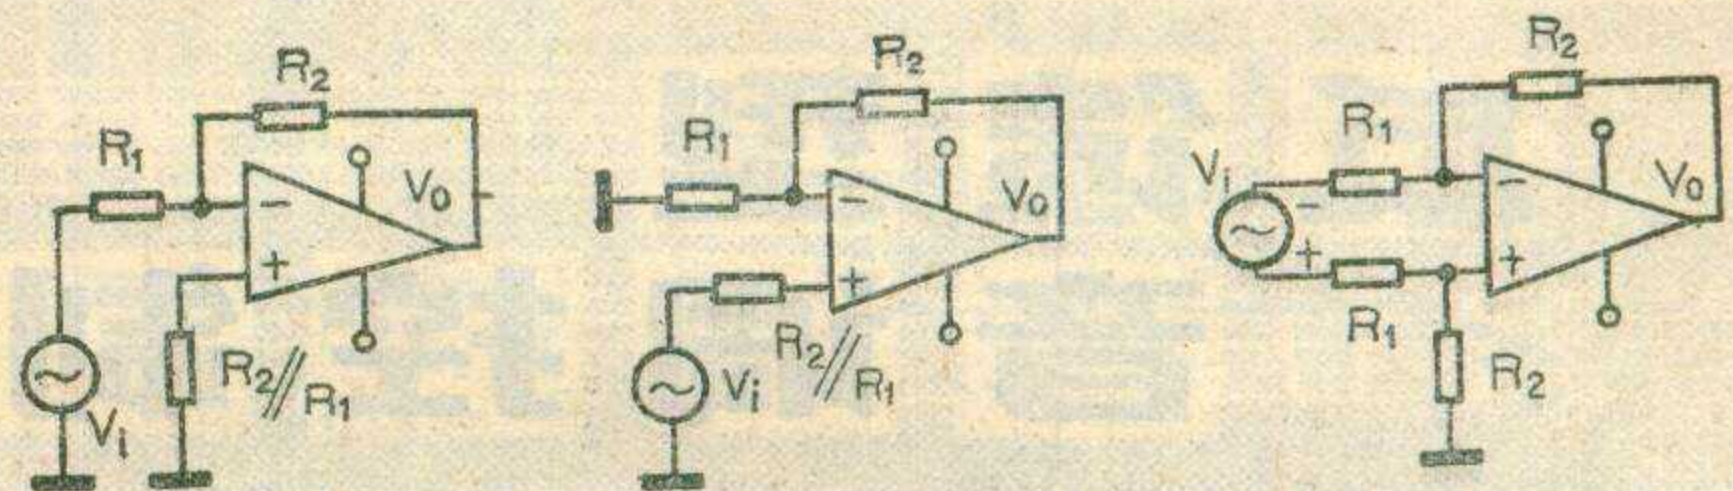 R2
R1
−
V0
+
R2//R1
Vi
R2
R1
−
V0
+
R2//R1
Vi
R2
R1
Vi
−
−
V0
+
+
R1
R2